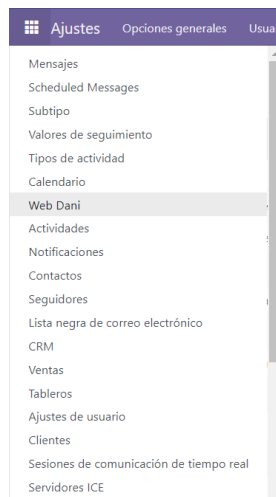 Ajustes Opciones generales
Mensajes
Scheduled Messages
Subtipo
Valores de seguimiento
Tipos de actividad
Calendario
Web Dani
Actividades
Notificaciones
Contactos
Seguidores
Lista negra de correo electrónico
CRM
Ventas
Tableros
Ajustes de usuario
Clientes
Sesiones de comunicación de tiempo real
Servidores ICE